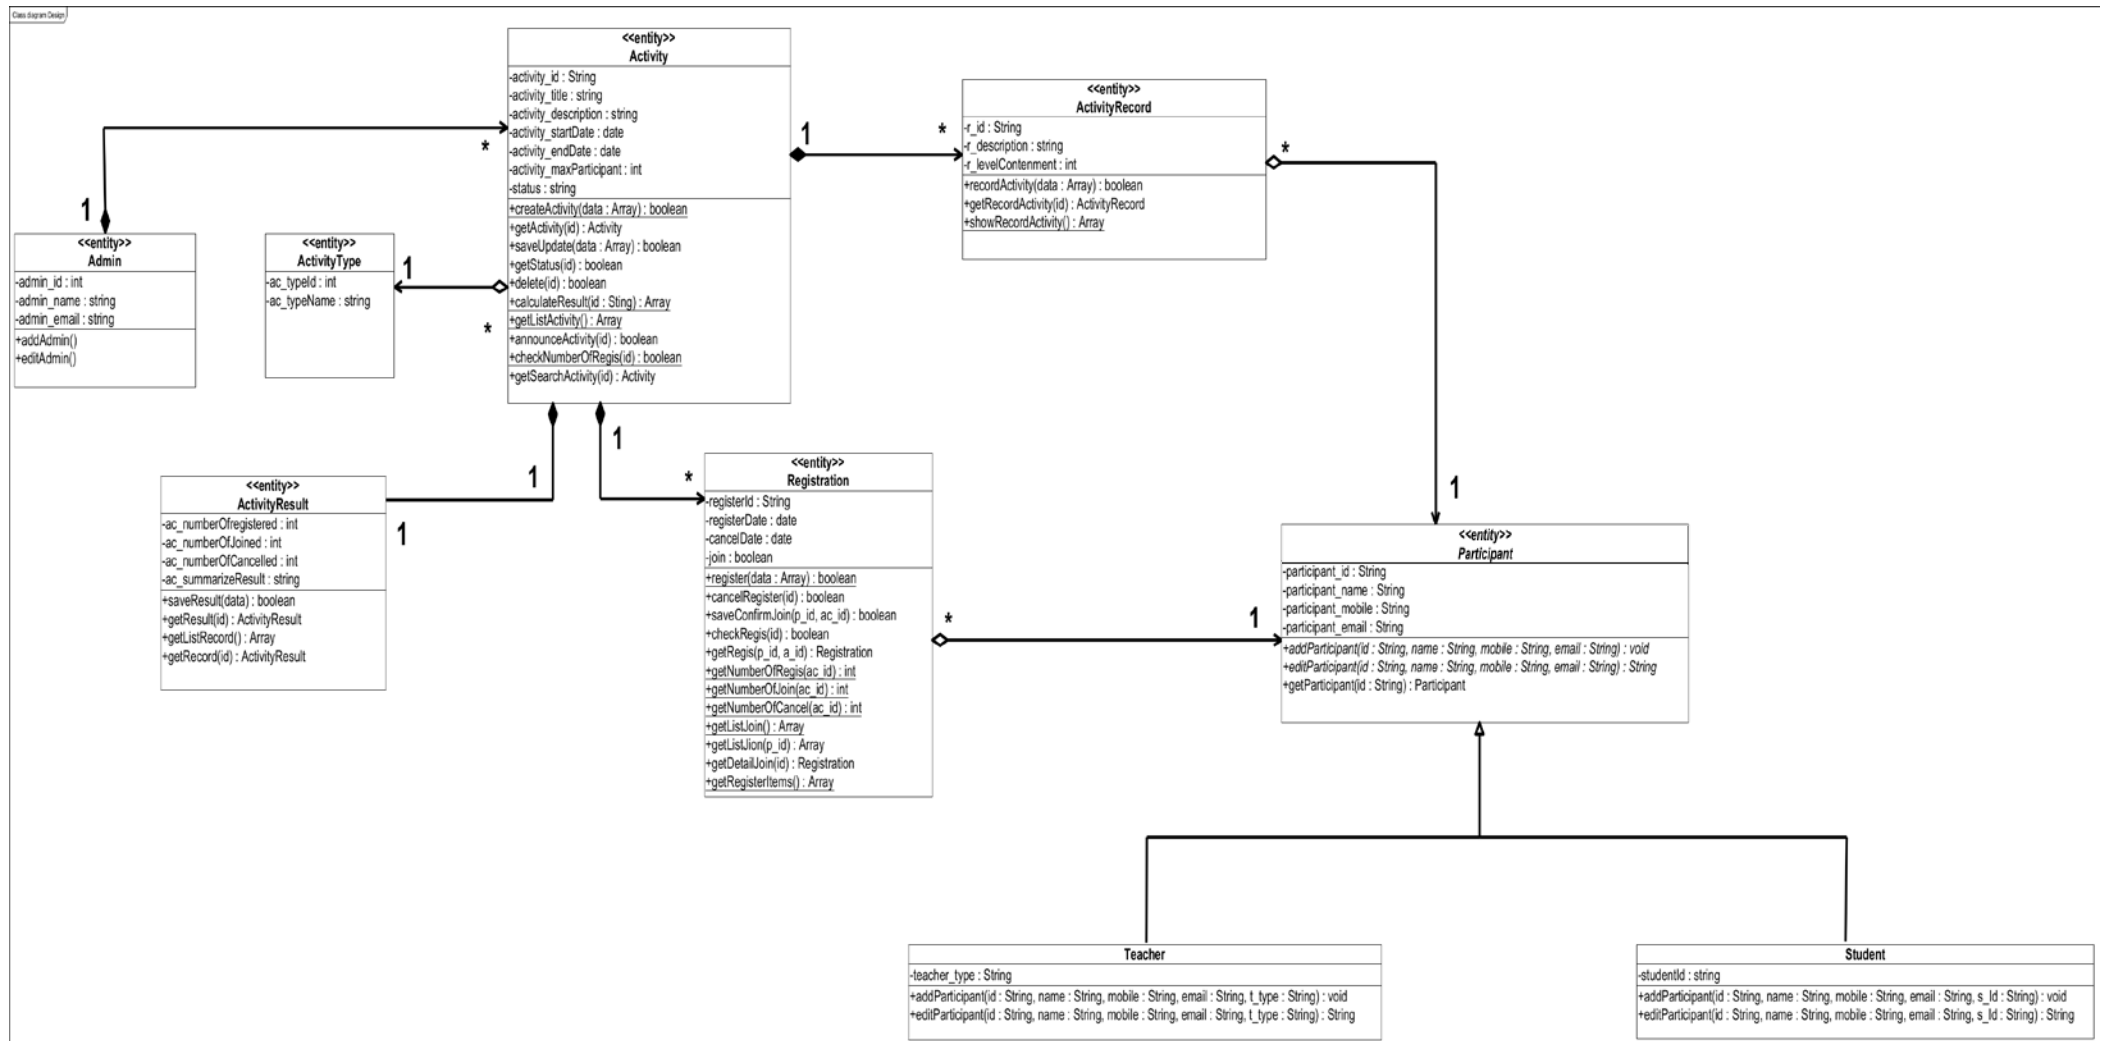 Class diagram Design
<<entity>>
Activity
-activity_id : String
-activity_title : string
-activity_description : string
-activity_startDate : date
-activity_endDate : date
-activity_maxParticipant : int
-status : string
+createActivity(data : Array) : boolean
+getActivity(id) : Activity
+saveUpdate(data : Array) : boolean
+getStatus(id) : boolean
+delete(id) : boolean
+calculateResult(id : Sting) : Array
+getListActivity() : Array
+announceActivity(id) : boolean
+checkNumberOfRegis(id) : boolean
+getSearchActivity(id) : Activity
<<entity>>
ActivityRecord
-r_id : String
-r_description : string
-r_levelContenment : int
+recordActivity(data : Array) : boolean
+getRecordActivity(id) : ActivityRecord
+showRecordActivity() : Array
1
*
*
1
*
1
<<entity>>
Admin
-admin_id : int
-admin_name : string
-admin_email : string
+addAdmin()
+editAdmin()
<<entity>>
ActivityType
-ac_typeId : int
-ac_typeName : string
1
*
1
1
1
*
<<entity>>
ActivityResult
-ac_numberOfregistered : int
-ac_numberOfJoined : int
-ac_numberOfCancelled : int
-ac_summarizeResult : string
+saveResult(data) : boolean
+getResult(id) : ActivityResult
+getListRecord() : Array
+getRecord(id) : ActivityResult
<<entity>>
Registration
-registerId : String
-registerDate : date
-cancelDate : date
-join : boolean
+register(data : Array) : boolean
+cancelRegister(id) : boolean
+saveConfirmJoin(p_id, ac_id) : boolean
+checkRegis(id) : boolean
+getRegis(p_id, a_id) : Registration
+getNumberOfRegis(ac_id) : int
+getNumberOfJoin(ac_id) : int
+getNumberOfCancel(ac_id) : int
+getListJoin() : Array
+getListJion(p_id) : Array
+getDetailJoin(id) : Registration
+getRegisterItems() : Array
*
1
<<entity>>
Participant
-participant_id : String
-participant_name : String
-participant_mobile : String
-participant_email : String
+addParticipant(id : String, name : String, mobile : String, email : String) : void
+editParticipant(id : String, name : String, mobile : String, email : String) : String
+getParticipant(id : String) : Participant
Teacher
-teacher_type : String
+addParticipant(id : String, name : String, mobile : String, email : String, t_type : String) : void
+editParticipant(id : String, name : String, mobile : String, email : String, t_type : String) : String
Student
-studentId : string
+addParticipant(id : String, name : String, mobile : String, email : String, s_Id : String) : void
+editParticipant(id : String, name : String, mobile : String, email : String, s_Id : String) : String